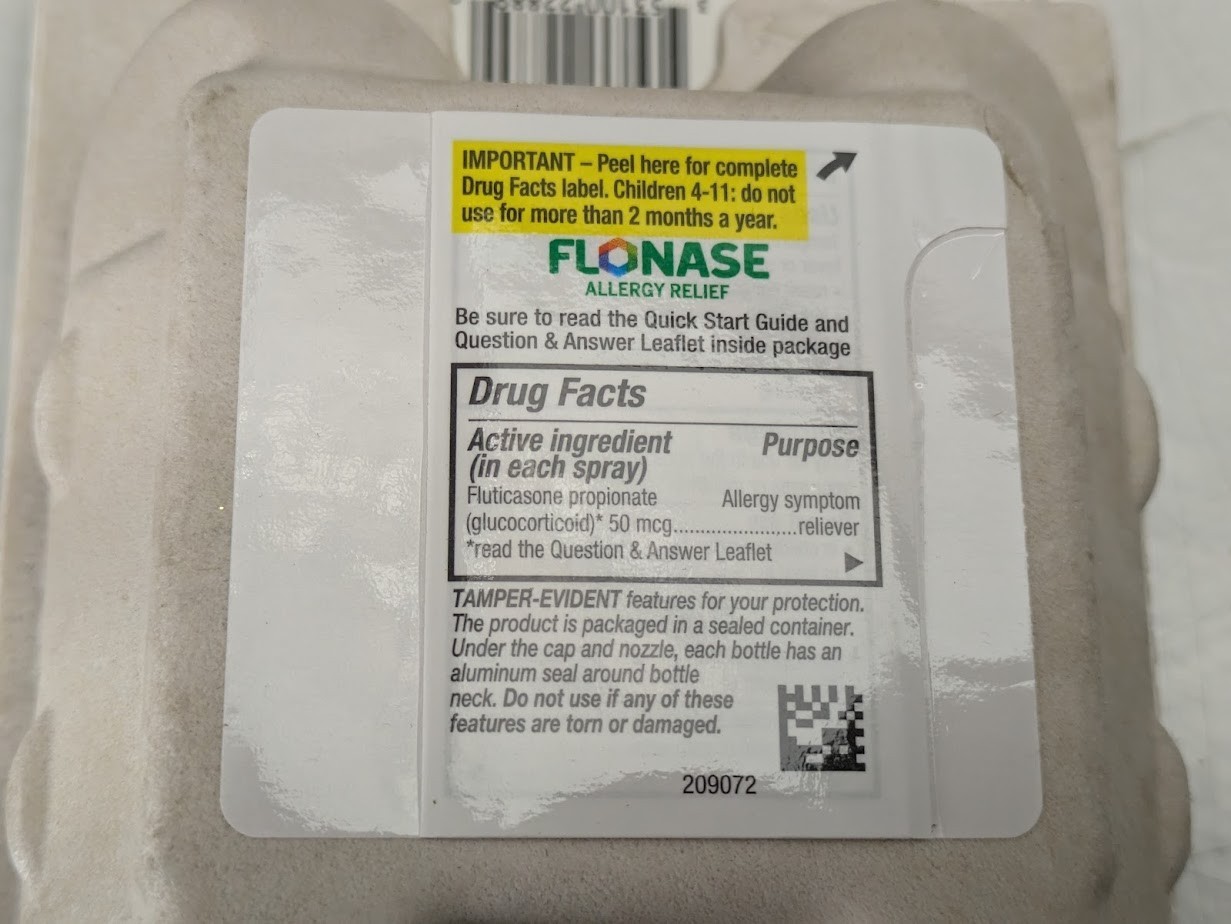 IMPORTANT – Peel here for complete
Drug Facts label. Children 4-11: do not
use for more than 2 months a year.
FLONASE
ALLERGY RELIEF
Be sure to read the Quick Start Guide and
Question & Answer Leaflet inside package
Drug Facts
Active ingredient Purpose
(in each spray)
Fluticasone propionate Allergy symptom
(glucocorticoid)* 50 mcg.......................reliever
*read the Question & Answer Leaflet
TAMPER-EVIDENT features for your protection.
The product is packaged in a sealed container.
Under the cap and nozzle, each bottle has an
aluminum seal around bottle
neck. Do not use if any of these
features are torn or damaged.
209072